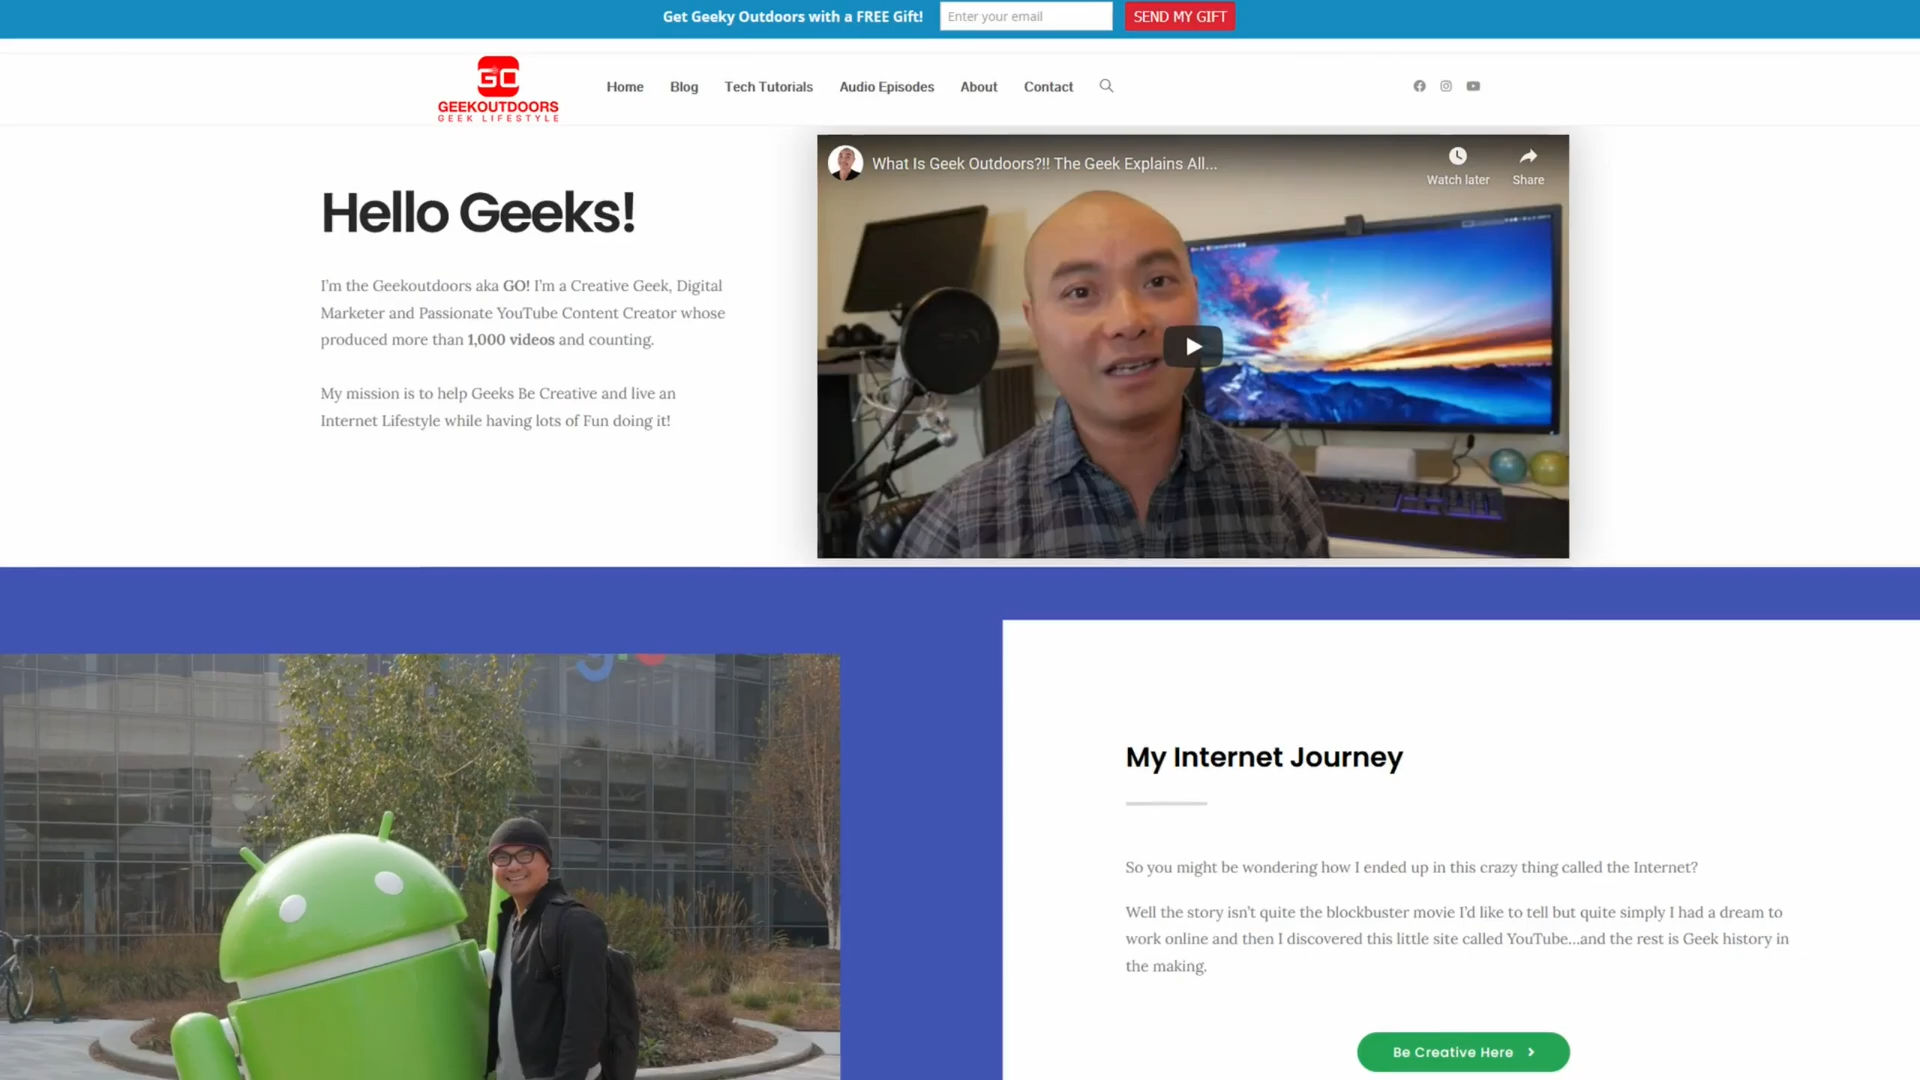 Get Geeky Outdoors with a FREE Gift!
Enter your email
SEND MY GIFT
GO
GEEKOUTDOORS
GEEK LIFESTYLE
Home
Blog
Tech Tutorials
Audio Episodes
About
Contact
What Is Geek Outdoors?!! The Geek Explains All...
Watch later
Share
Hello Geeks!
I'm the Geekoutdoors aka GO! I'm a Creative Geek, Digital
Marketer and Passionate YouTube Content Creator whose
produced more than 1,000 videos and counting.
My mission is to help Geeks Be Creative and live an
Internet Lifestyle while having lots of Fun doing it!
My Internet Journey
So you might be wondering how I ended up in this crazy thing called the Internet?
Well the story isn't quite the blockbuster movie I'd like to tell but quite simply I had a dream to
work online and then I discovered this little site called YouTube...and the rest is Geek history in
the making.
Be Creative Here